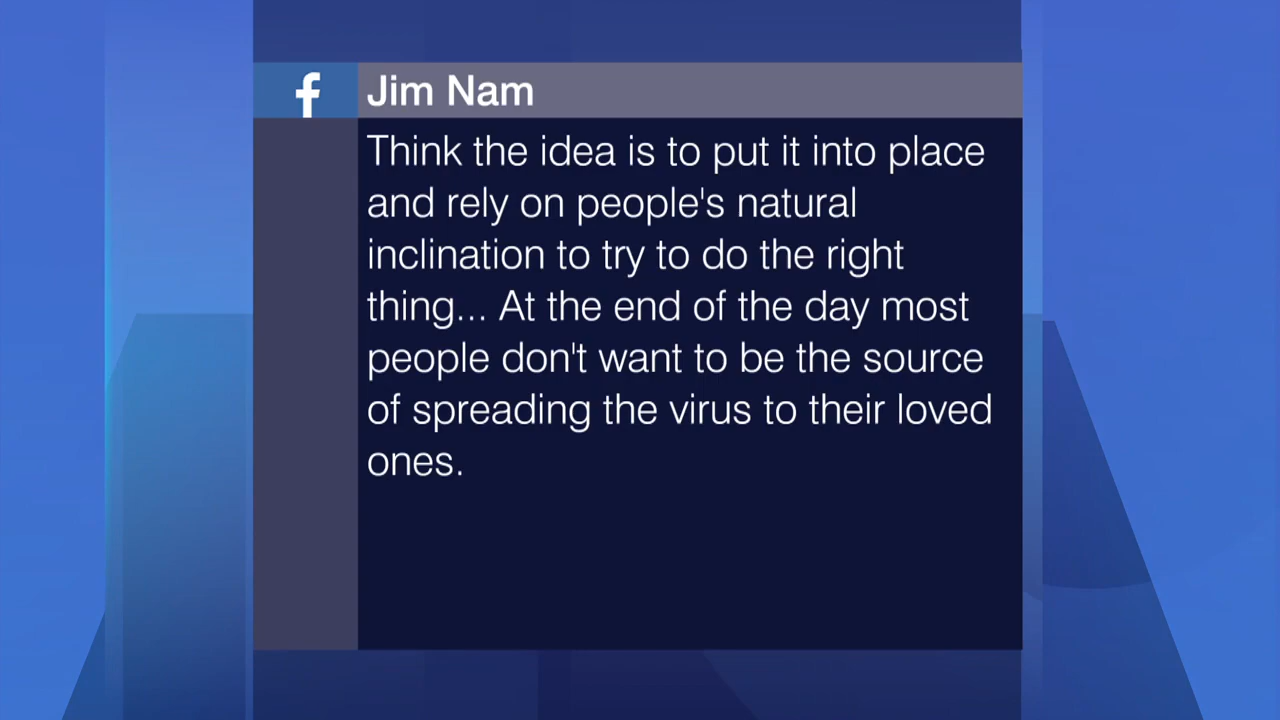 Jim Nam
Think the idea is to put it into place
and rely on people's natural
inclination to try to do the right
thing... At the end of the day most
people don't want to be the source
of spreading the virus to their loved
ones.